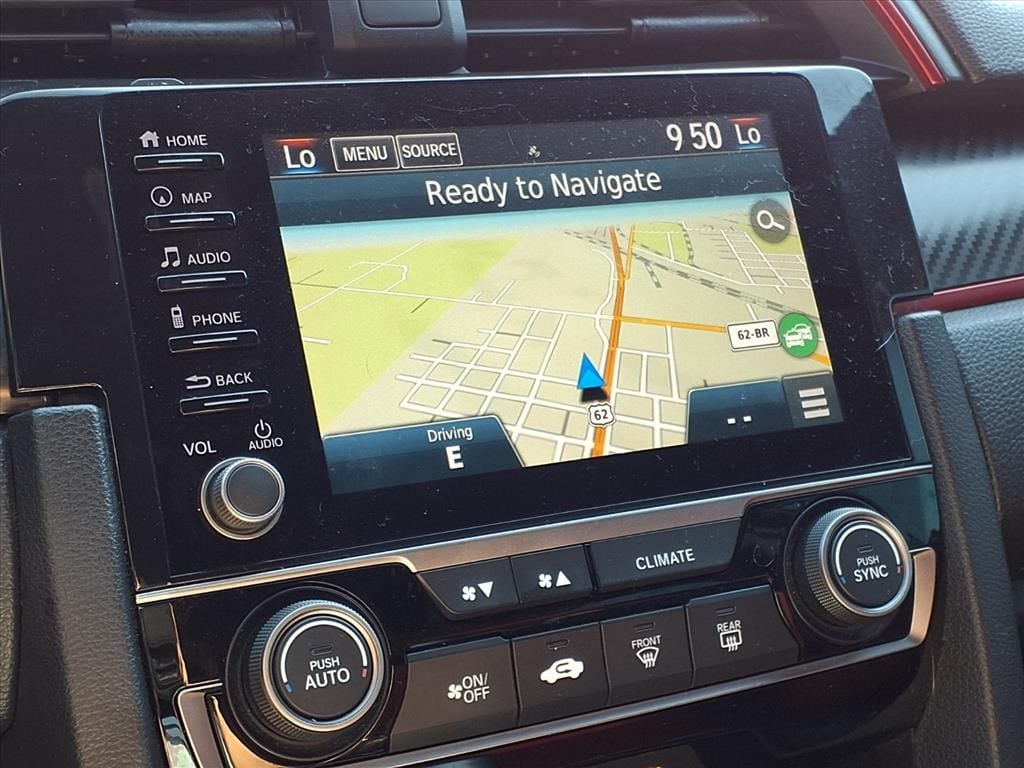 HOME
MAP
AUDIO
PHONE
BACK
VOL
AUDIO
Lo MENU SOURCE 9 50 Lo
Ready to Navigate
62-BR
62
Driving
E
--
CLIMATE
PUSH
SYNC
PUSH
AUTO
ON/
OFF
FRONT
REAR